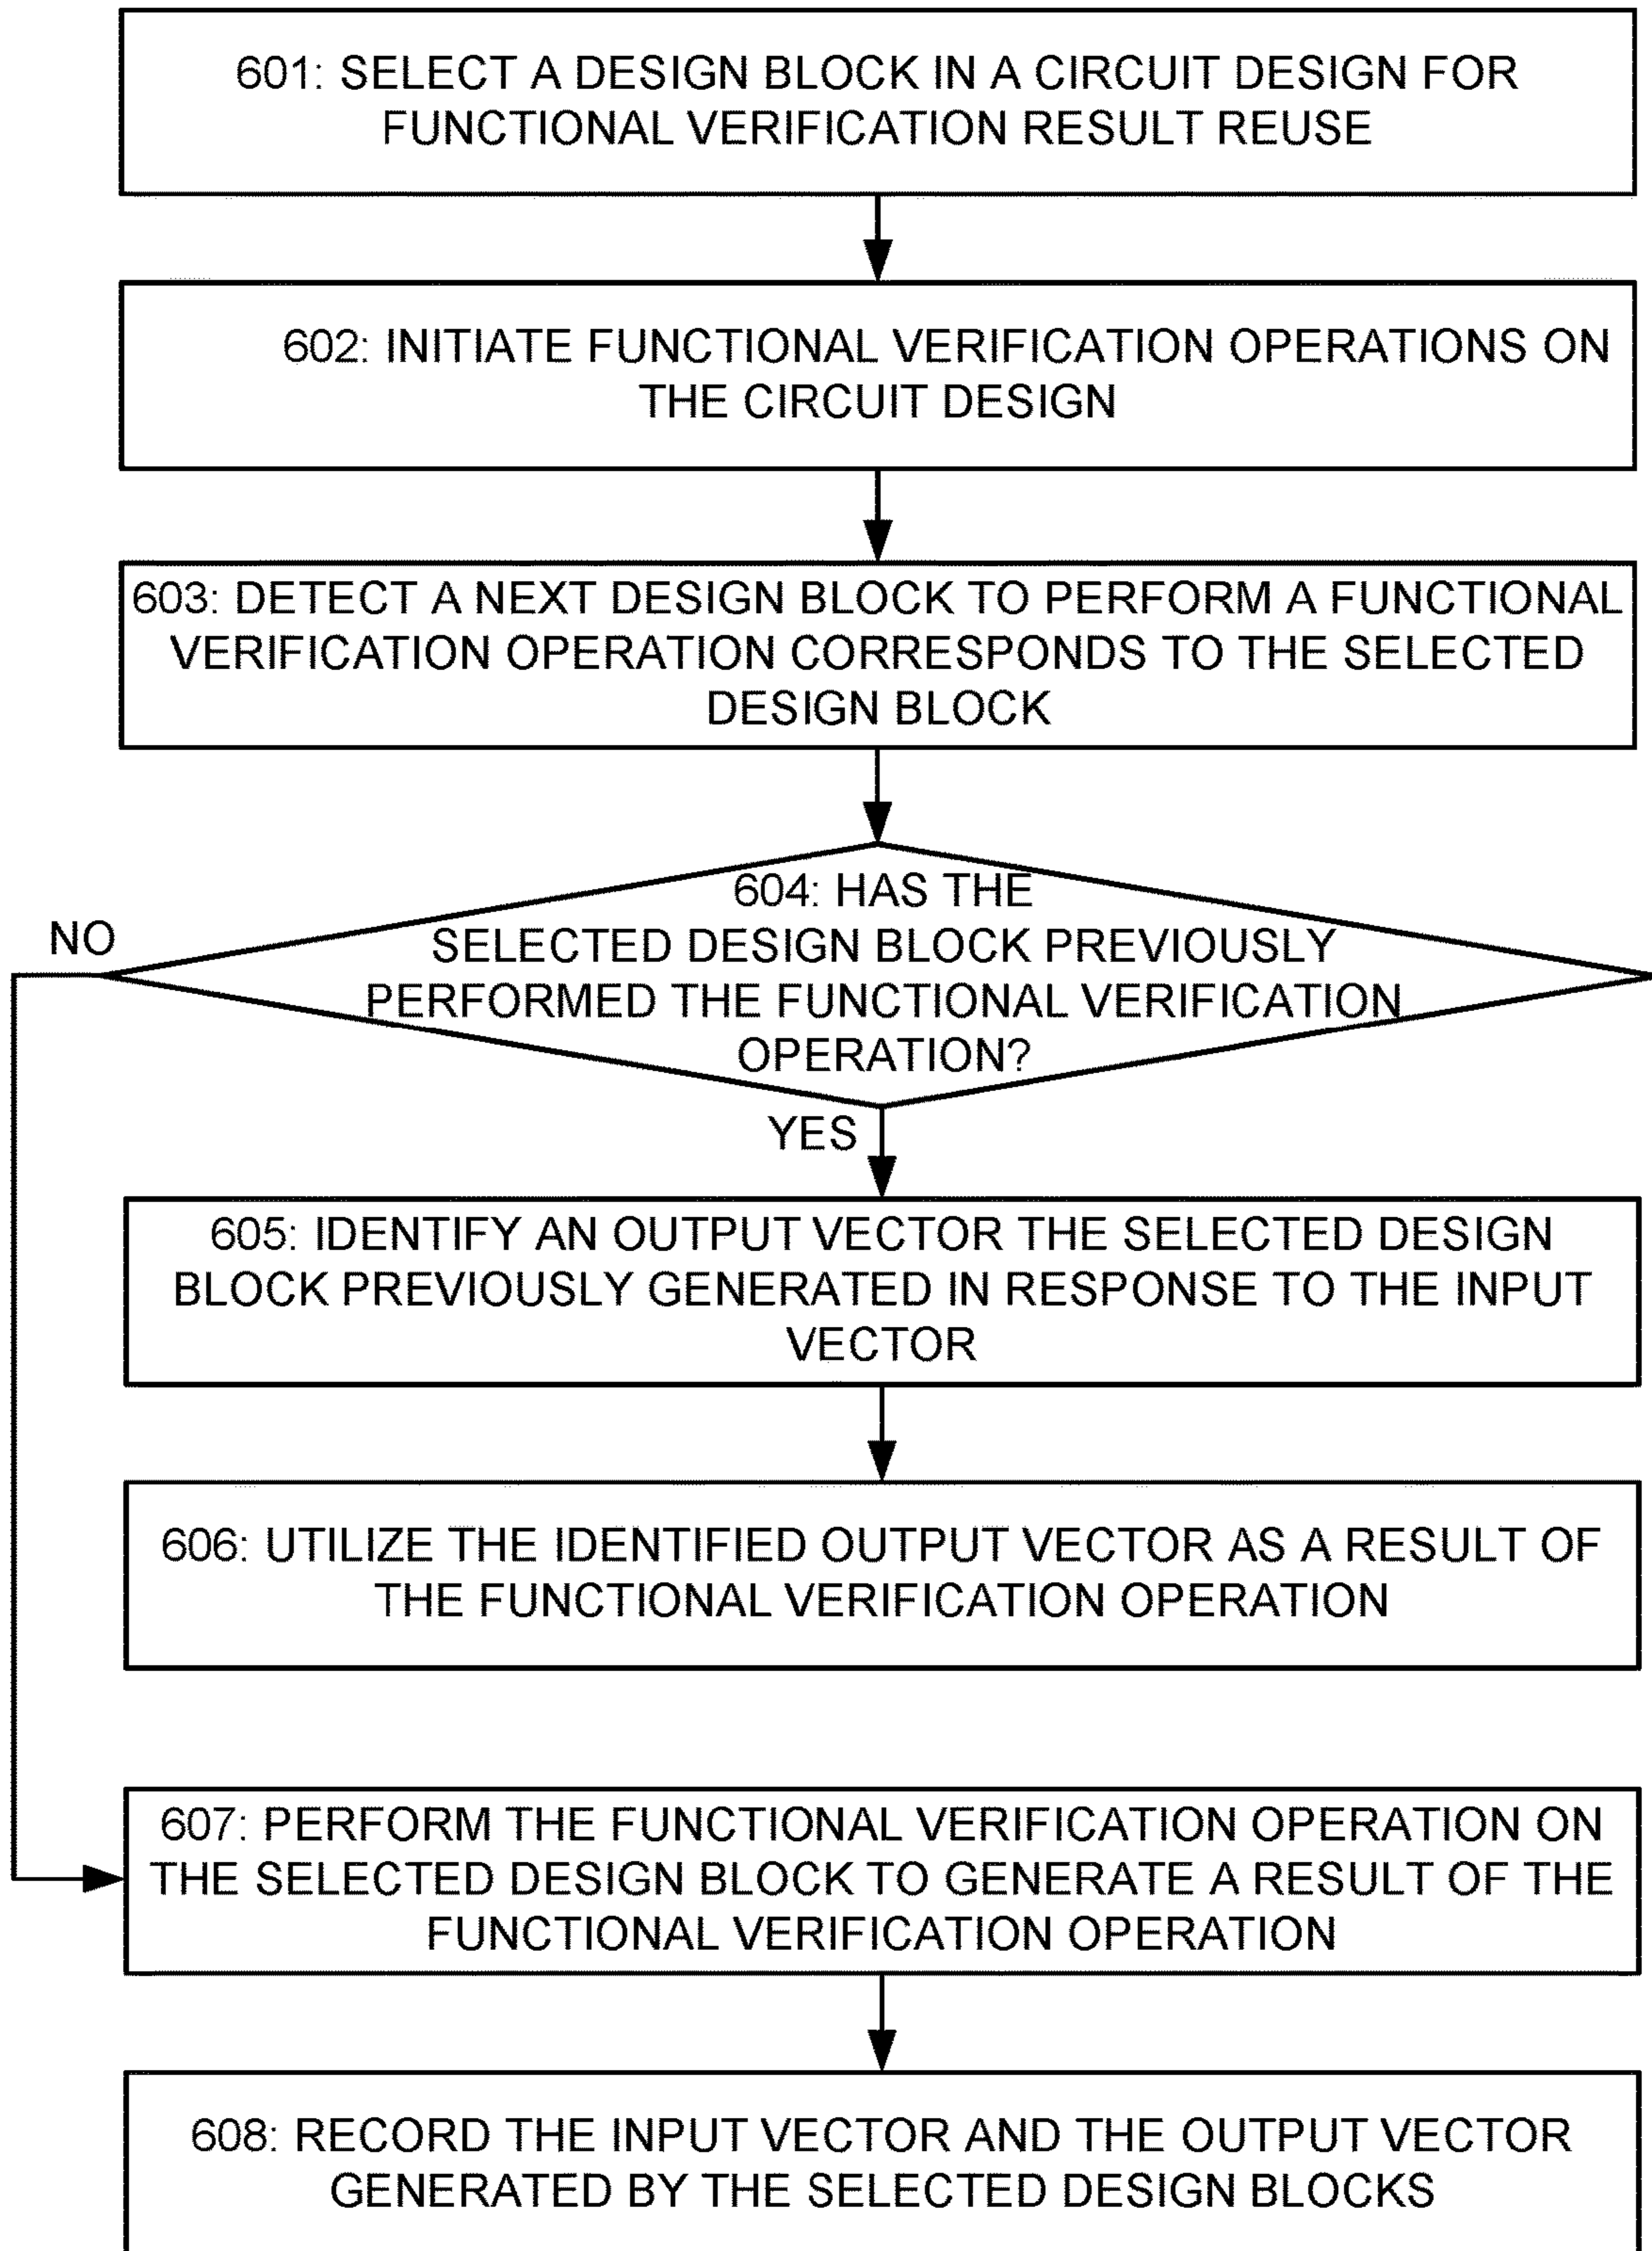 601: SELECT A DESIGN BLOCK IN A CIRCUIT DESIGN FOR
FUNCTIONAL VERIFICATION RESULT REUSE
602: INITIATE FUNCTIONAL VERIFICATION OPERATIONS ON
THE CIRCUIT DESIGN
603: DETECT A NEXT DESIGN BLOCK TO PERFORM A FUNCTIONAL
VERIFICATION OPERATION CORRESPONDS TO THE SELECTED
DESIGN BLOCK
604: HAS THE
SELECTED DESIGN BLOCK PREVIOUSLY
PERFORMED THE FUNCTIONAL VERIFICATION
OPERATION?
NO
YES
605: IDENTIFY AN OUTPUT VECTOR THE SELECTED DESIGN
BLOCK PREVIOUSLY GENERATED IN RESPONSE TO THE INPUT
VECTOR
606: UTILIZE THE IDENTIFIED OUTPUT VECTOR AS A RESULT OF
THE FUNCTIONAL VERIFICATION OPERATION
607: PERFORM THE FUNCTIONAL VERIFICATION OPERATION ON
THE SELECTED DESIGN BLOCK TO GENERATE A RESULT OF THE
FUNCTIONAL VERIFICATION OPERATION
608: RECORD THE INPUT VECTOR AND THE OUTPUT VECTOR
GENERATED BY THE SELECTED DESIGN BLOCKS